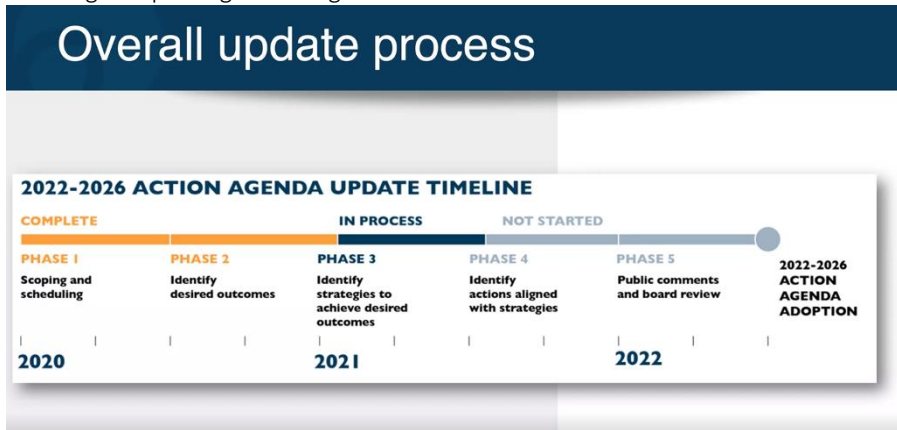 Overall update process
2022-2026 ACTION AGENDA UPDATE TIMELINE
COMPLETE IN PROCESS NOT STARTED
PHASE 1
Scoping and
scheduling
PHASE 2
Identify
desired outcomes
PHASE 3
Identify
strategies to
achieve desired
outcomes
PHASE 4
Identify
actions aligned
with strategies
PHASE 5
Public comments
and board review
2022-2026
ACTION
AGENDA
ADOPTION
2020 2021 2022